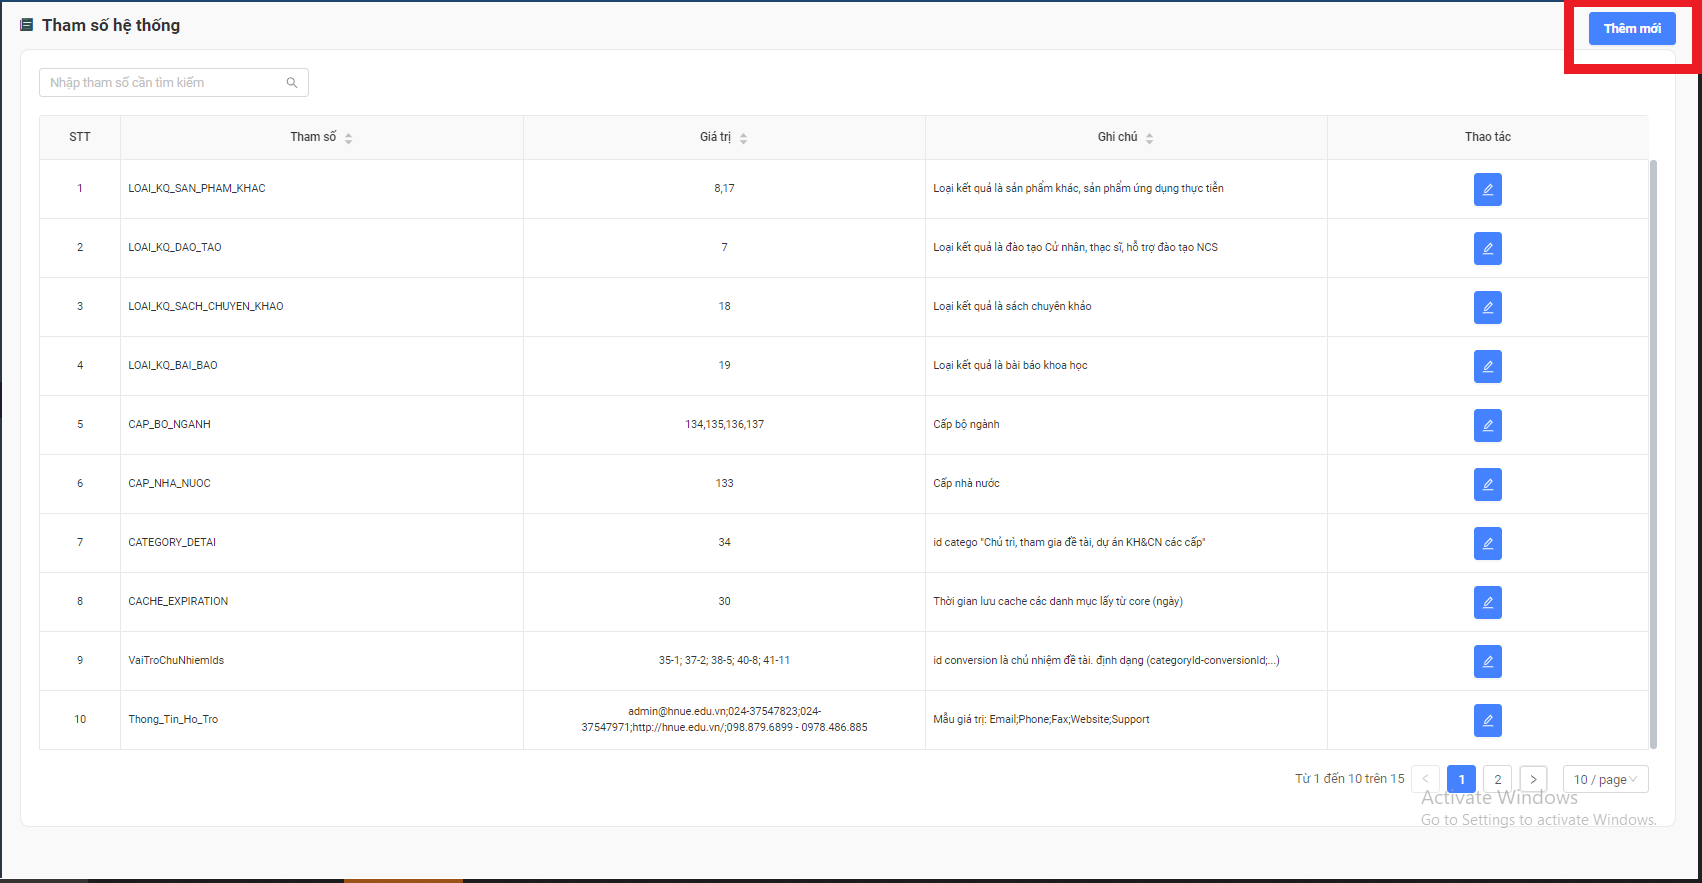 Tham số hệ thống
Thêm mới
Nhập tham số cần tìm kiếm
STT Tham số Giá trị Ghi chú Thao tác
1 LOAI_KQ_SAN_PHAM_KHAC 8,17 Loại kết quả là sản phẩm khác, sản phẩm ứng dụng thực tiễn
2 LOAI_KQ_DAO_TAO 7 Loại kết quả là đào tạo Cử nhân, thạc sĩ, hỗ trợ đào tạo NCS
3 LOAI_KQ_SACH_CHUYEN_KHAO 18 Loại kết quả là sách chuyên khảo
4 LOAI_KQ_BAI_BAO 19 Loại kết quả là bài báo khoa học
5 CAP_BO_NGANH 134,135,136,137 Cấp bộ ngành
6 CAP_NHA_NUOC 133 Cấp nhà nước
7 CATEGORY_DETAI 34 id catego "Chủ trì, tham gia đề tài, dự án KH&CN các cấp"
8 CACHE_EXPIRATION 30 Thời gian lưu cache các danh mục lấy từ core (ngày)
9 VaiTroChuNhiemIds 35-1; 37-2; 38-5; 40-8; 41-11 id conversion là chủ nhiệm đề tài. định dạng (categoryId-conversionId;...)
10 Thong_Tin_Ho_Tro admin@hnue.edu.vn;024-37547823;024-
37547971;http://hnue.edu.vn/;098.879.6899 - 0978.486.885 Mẫu giá trị: Email;Phone;Fax;Website;Support
Từ 1 đến 10 trên 15 < 1 2 > 10 / page
Activate Windows
Go to Settings to activate Windows.